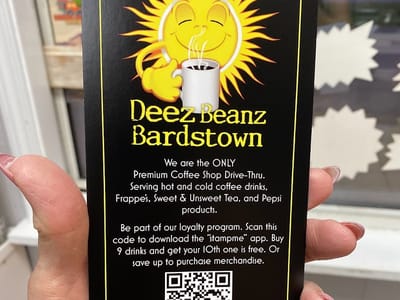 Deez Beanz
Bardstown
We are the ONLY
Premium Coffee Shop Drive-Thru.
Serving hot and cold coffee drinks,
Frappe's, Sweet & Unsweet Tea, and Pepsi
products.
Be part of our loyalty program. Scan this
code to download the "stampme" app. Buy
9 drinks and get your 10th one is free. Or
save up to purchase merchandise.